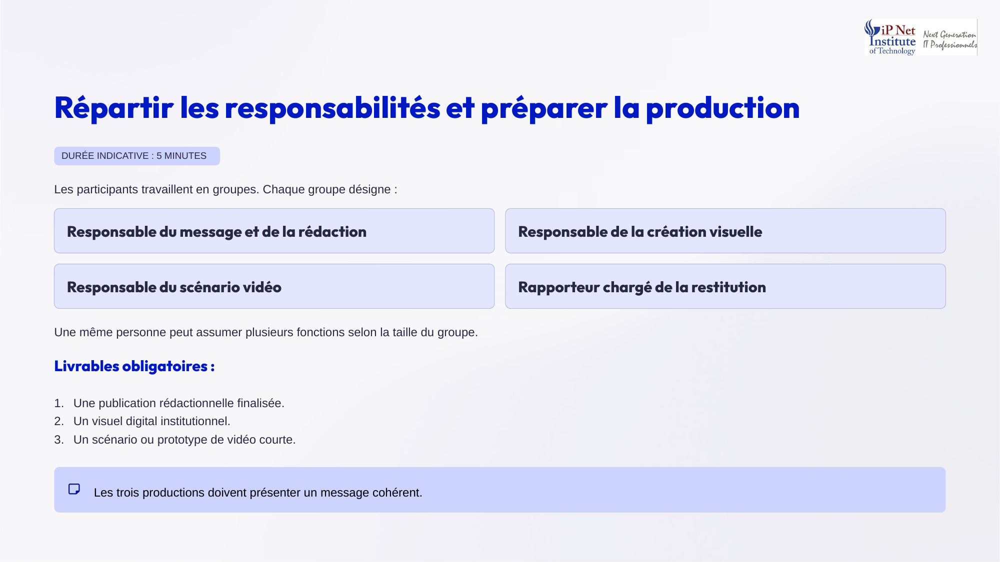 iP Net
Institute
of Technology
Next Generation
IT Professionnels
Répartir les responsabilités et préparer la production
DURÉE INDICATIVE : 5 MINUTES
Les participants travaillent en groupes. Chaque groupe désigne :
Responsable du message et de la rédaction
Responsable de la création visuelle
Responsable du scénario vidéo
Rapporteur chargé de la restitution
Une même personne peut assumer plusieurs fonctions selon la taille du groupe.
Livrables obligatoires :
1. Une publication rédactionnelle finalisée.
2. Un visuel digital institutionnel.
3. Un scénario ou prototype de vidéo courte.
Les trois productions doivent présenter un message cohérent.